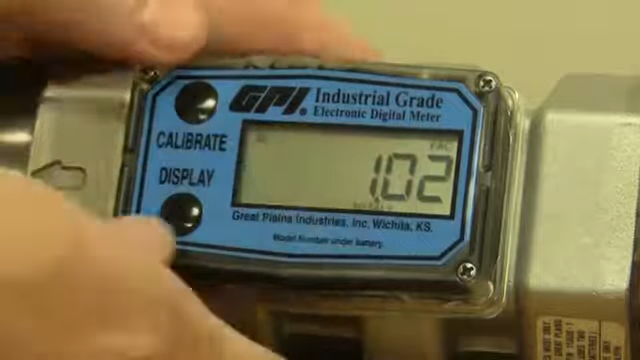 GPI. Industrial Grade
Electronic Digital Meter
CALIBRATE
DISPLAY
FAC
1.02
Great Plains Industries, Inc. Wichita, KS.
Model Number under battery.